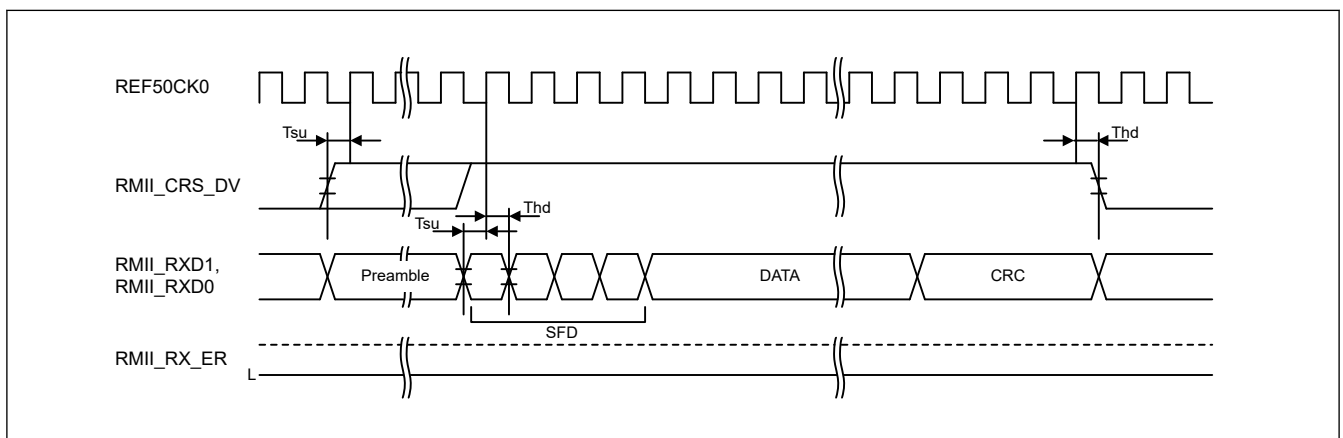 REF50CK0
Tsu
Thd
RMII_CRS_DV
Thd
Tsu
RMII_RXD1,
RMII_RXD0
Preamble
DATA
CRC
SFD
RMII_RX_ER
L